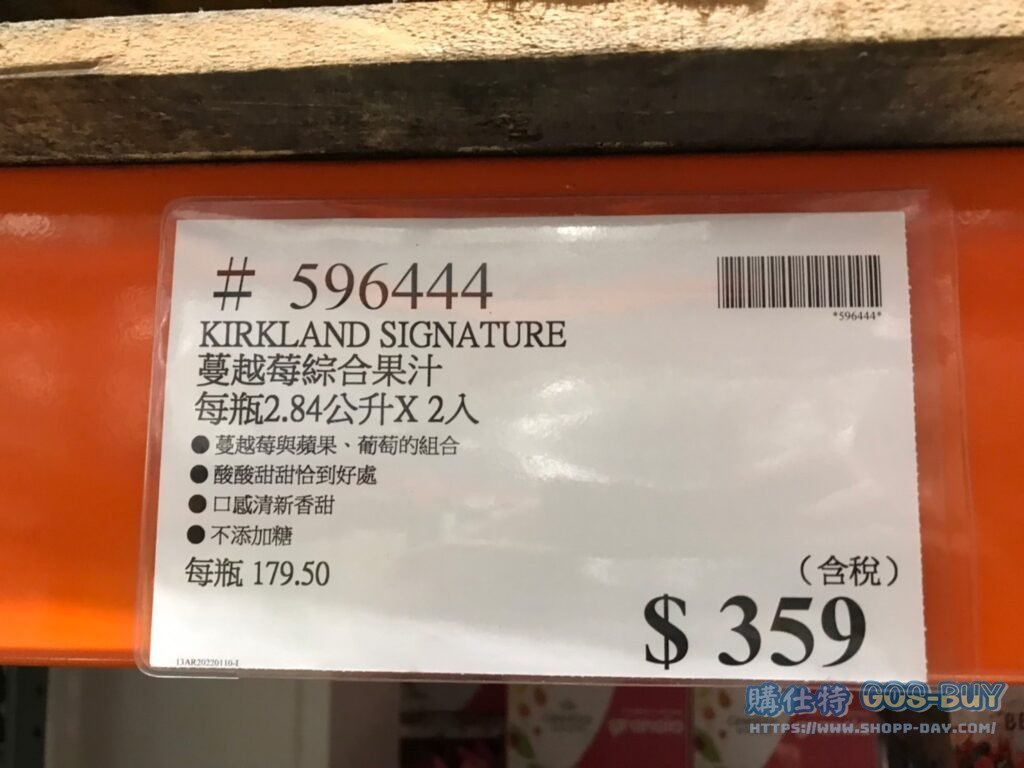 # 596444
*596444*
KIRKLAND SIGNATURE
蔓越莓綜合果汁
每瓶2.84公升X 2入
●蔓越莓與蘋果、葡萄的組合
●酸酸甜甜恰到好處
●口感清新香甜
●不添加糖
每瓶 179.50
（含稅）
$ 359
13AR20220110-I
granola
購仕特 GOS-BUY
HTTPS://WWW.SHOPP-DAY.COM/